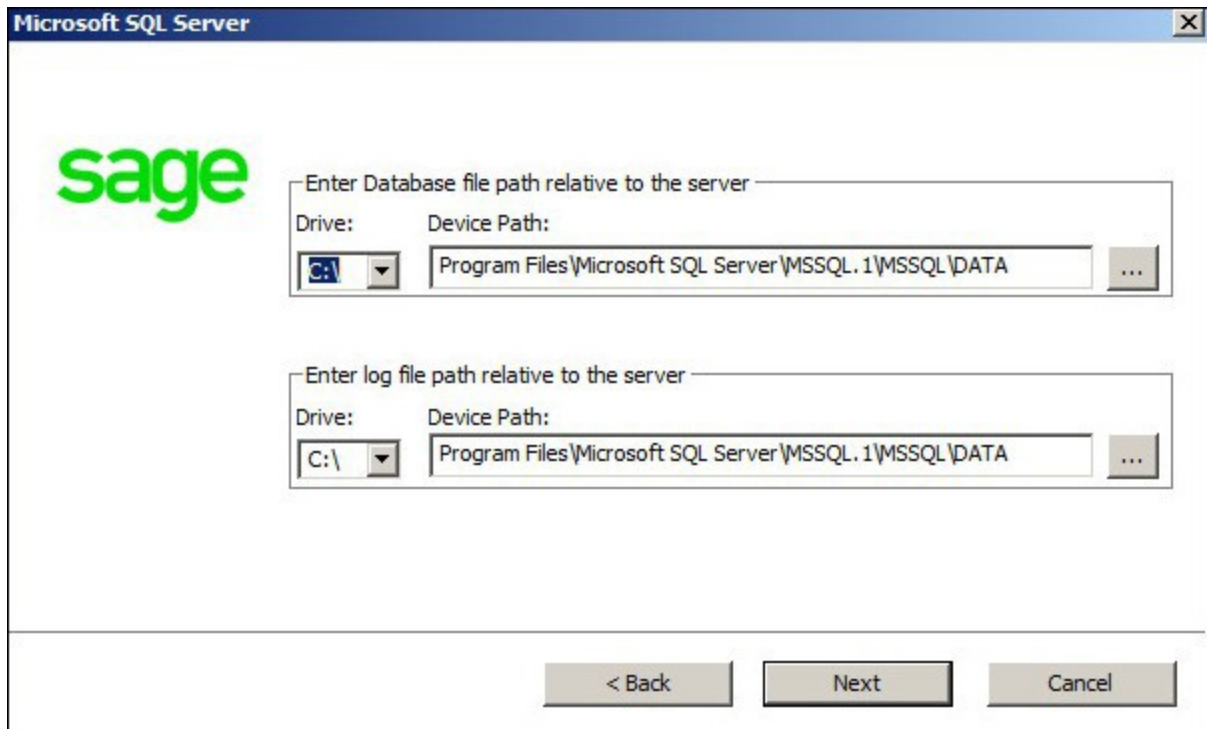 Microsoft SQL Server
sage
Enter Database file path relative to the server
Drive: Device Path:
C:\ Program Files\Microsoft SQL Server\MSSQL.1\MSSQL\DATA ...
Enter log file path relative to the server
Drive: Device Path:
C:\ Program Files\Microsoft SQL Server\MSSQL.1\MSSQL\DATA ...
< Back Next Cancel